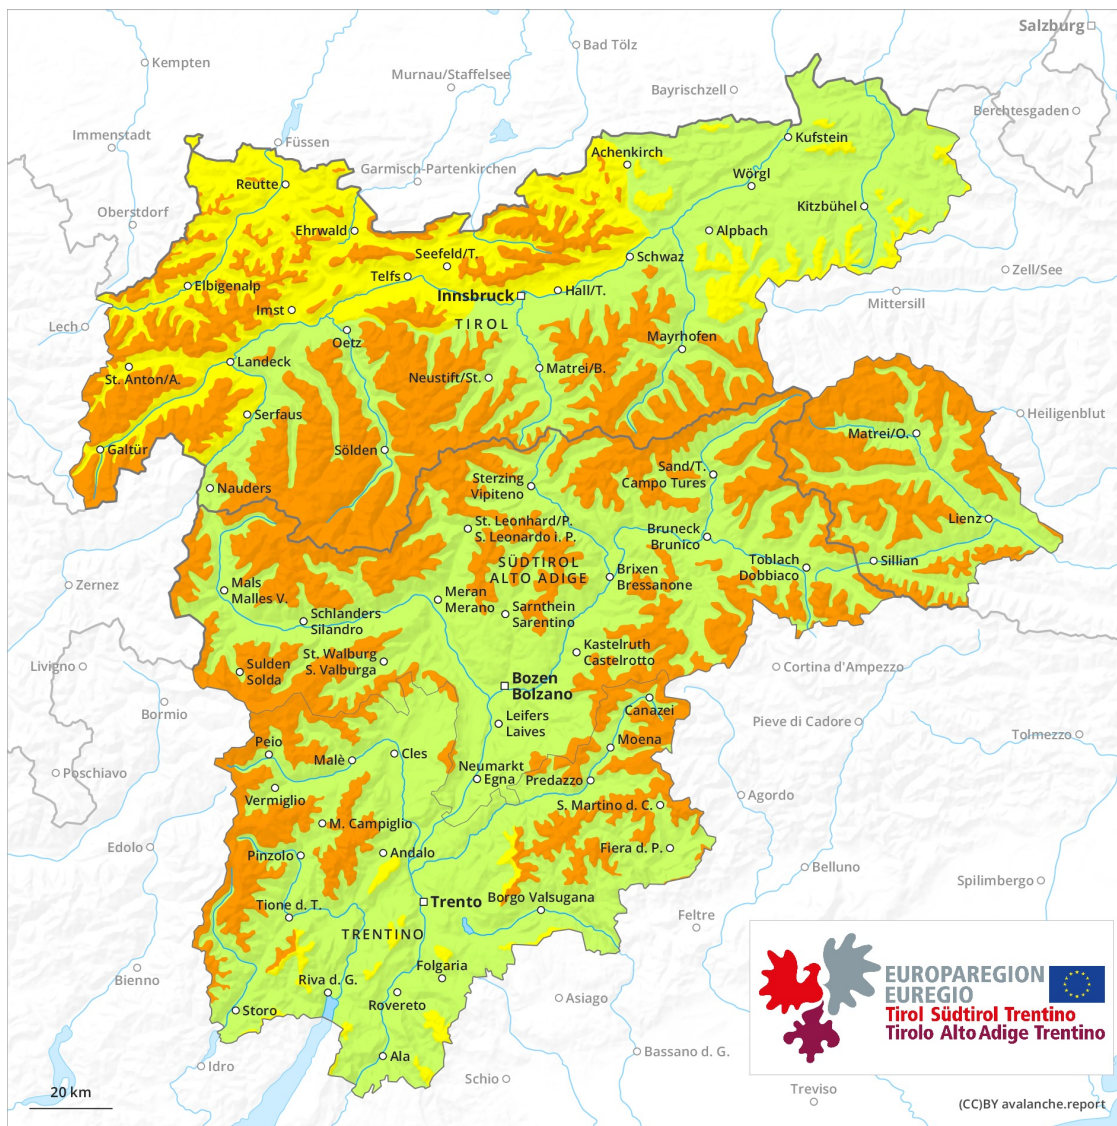 Salzburg
Bad Tölz
Kempten
Murnau/Staffelsee
Bayrischzell
Berchtesgaden
Immenstadt
Füssen
Kufstein
Achenkirch
Garmisch-Partenkirchen
Wörgl
Reutte
Oberstdorf
Kitzbühel
Ehrwald
Alpbach
Seefeld/T.
Schwaz
Telfs
Zell/See
Elbigenalp
Innsbruck
Hall/T.
Mittersill
Imst
TIROL
Lech
Oetz
Mayrhofen
Landeck
Matrei/B.
St. Anton/A.
Neustift/St.
Serfaus
Heiligenblut
Matrei/O.
Galtür
Sölden
Sand/T.
Campo Tures
Sterzing
Vipiteno
Nauders
Lienz
St. Leonhard/P.
S. Leonardo i. P.
Bruneck
Brunico
SÜDTIROL
ALTO ADIGE
Toblach
Dobbiaco
Sillian
Brixen
Bressanone
Zernez
Mals
Malles V.
Meran
Merano
Sarnthein
Sarentino
Schlanders
Silandro
Kastelruth
Castelrotto
St. Walburg
S. Valburga
Livigno
Sulden
Solda
Cortina d'Ampezzo
Bozen
Bolzano
Canazei
Bormio
Leifers
Laives
Pieve di Cadore
Tolmezzo
Moena
Peio
Cles
Malè
Poschiavo
Neumarkt
Egna
Predazzo
Vermiglio
Agordo
S. Martino d. C.
M. Campiglio
Edolo
Fiera d. P.
Andalo
Pinzolo
Belluno
Spilimbergo
Trento
Borgo Valsugana
Tione d. T.
Feltre
TRENTINO
Bienno
Folgaria
EUROPAREGION
EUREGIO
Tirol Südtirol Trentino
Tirolo Alto Adige Trentino
Riva d. G.
Rovereto
Asiago
Storo
Bassano d. G.
Ala
Idro
Schio
Treviso
20 km
(CC)BY avalanche.report